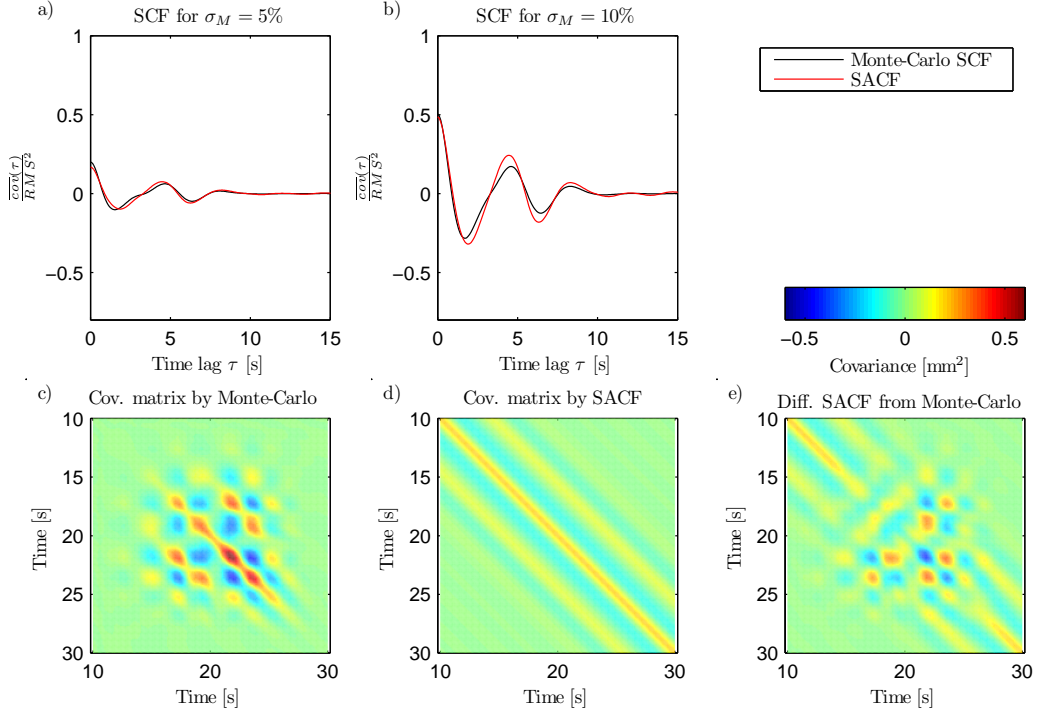 a) SCF for σ_M = 5%
b) SCF for σ_M = 10%
1
0.5
0
−0.5
cov(τ)
RMS²
0 5 10 15
Time lag τ [s]
1
0.5
0
−0.5
cov(τ)
RMS²
0 5 10 15
Time lag τ [s]
Monte-Carlo SCF
SACF
−0.5 0 0.5
Covariance [mm²]
c) Cov. matrix by Monte-Carlo
10
15
20
25
30
Time [s]
10 20 30
Time [s]
d) Cov. matrix by SACF
10
15
20
25
30
Time [s]
10 20 30
Time [s]
e) Diff. SACF from Monte-Carlo
10
15
20
25
30
Time [s]
10 20 30
Time [s]